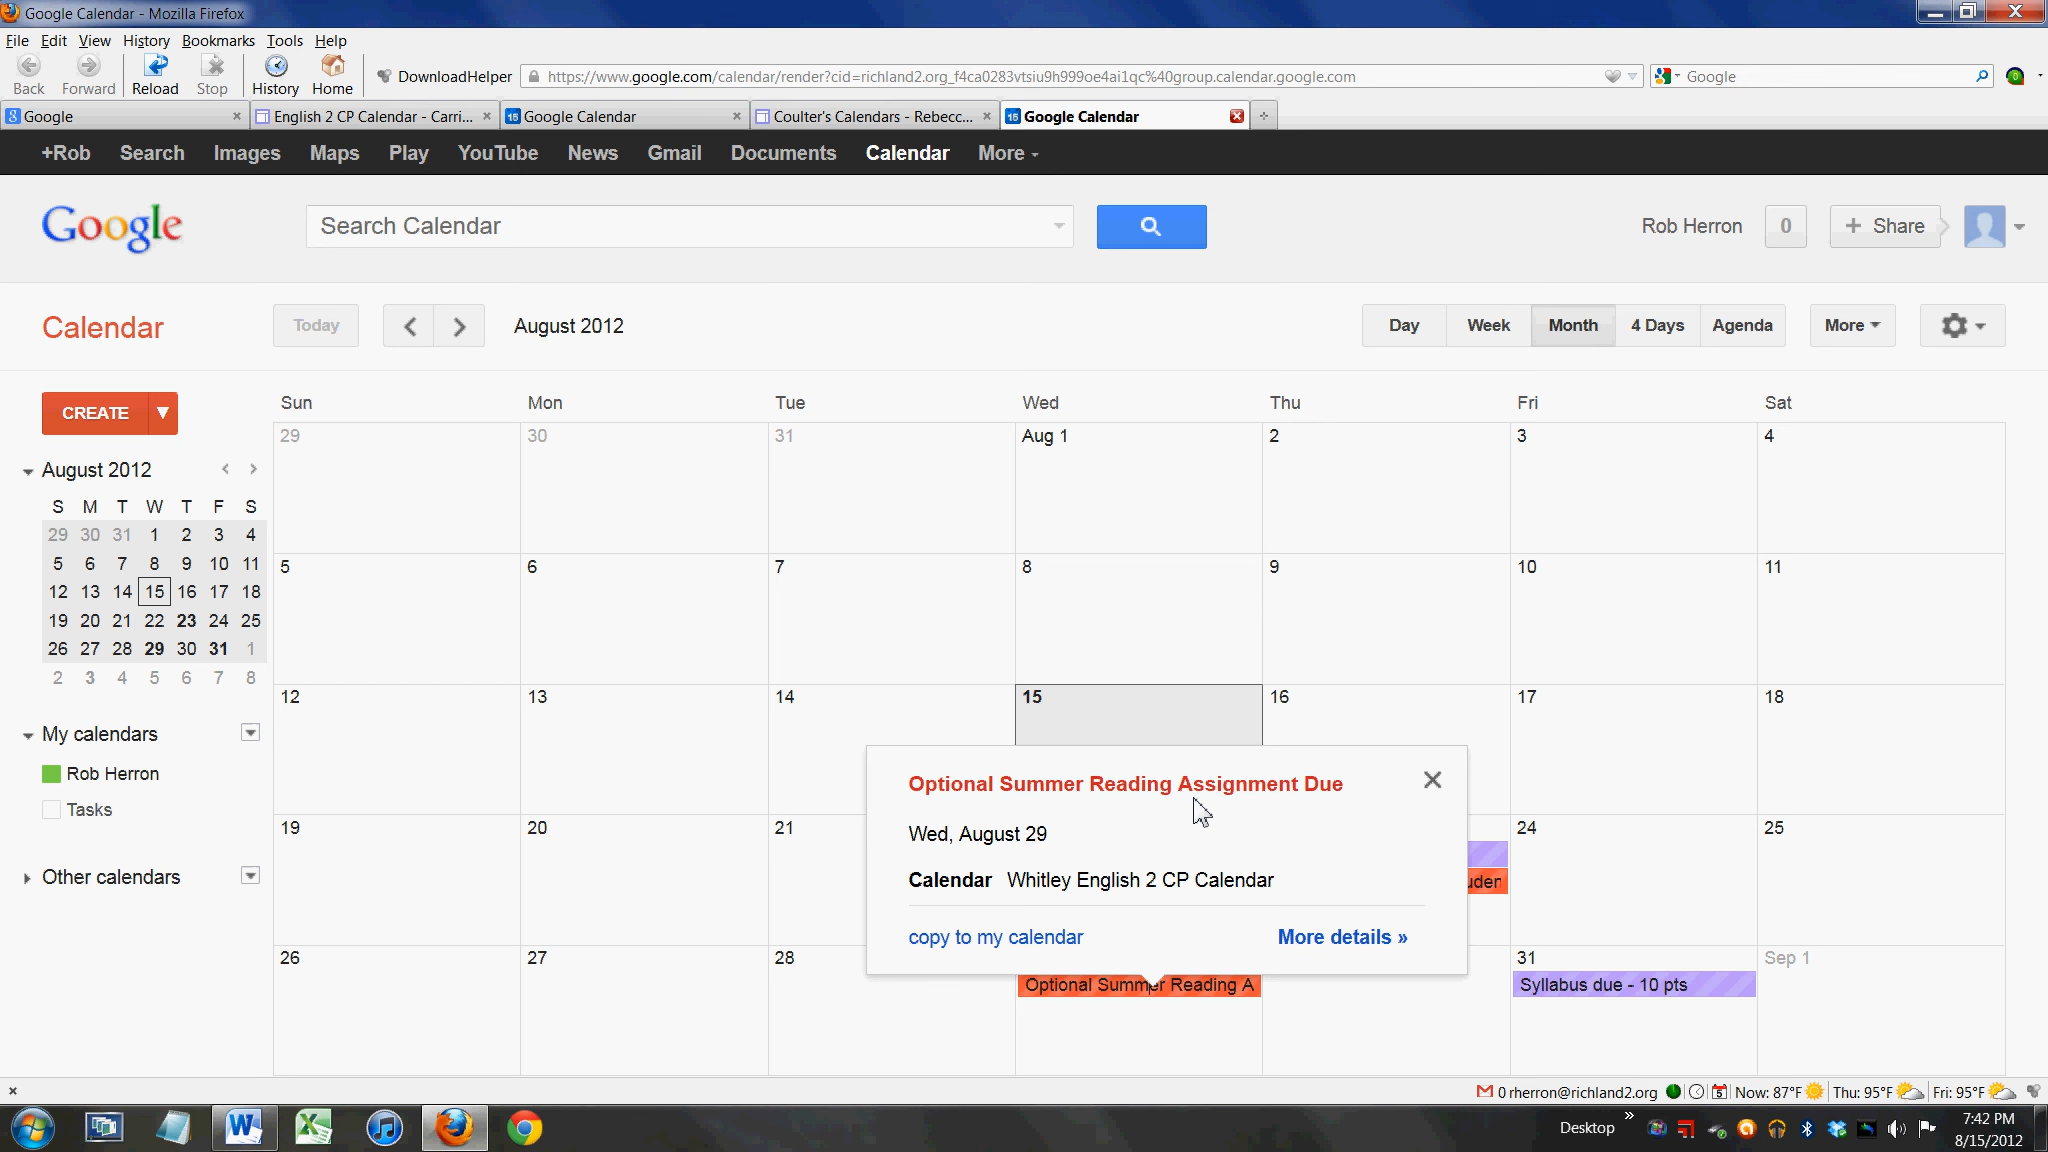 Google Calendar - Mozilla Firefox
File Edit View History Bookmarks Tools Help
Back Forward Reload Stop History Home DownloadHelper https://www.google.com/calendar/render?cid=richland2.org_f4ca0283vtsiu9h999oe4ai1qc%40group.calendar.google.com Google
Google English 2 CP Calendar - Carri... Google Calendar Coulter's Calendars - Rebecc... Google Calendar
+Rob Search Images Maps Play YouTube News Gmail Documents Calendar More
Google Search Calendar Rob Herron 0 + Share
Calendar Today August 2012 Day Week Month 4 Days Agenda More
CREATE
August 2012
S M T W T F S
29 30 31 1 2 3 4
5 6 7 8 9 10 11
12 13 14 15 16 17 18
19 20 21 22 23 24 25
26 27 28 29 30 31 1
2 3 4 5 6 7 8
My calendars
Rob Herron
Tasks
Other calendars
Sun Mon Tue Wed Thu Fri Sat
29 30 31 Aug 1 2 3 4
5 6 7 8 9 10 11
12 13 14 15 16 17 18
Optional Summer Reading Assignment Due
Wed, August 29
Calendar Whitley English 2 CP Calendar
copy to my calendar More details »
19 20 21 24 25
uden
26 27 28 31 Sep 1
Optional Summer Reading A Syllabus due - 10 pts
0 rherron@richland2.org Now: 87°F Thu: 95°F Fri: 95°F
Desktop
7:42 PM
8/15/2012